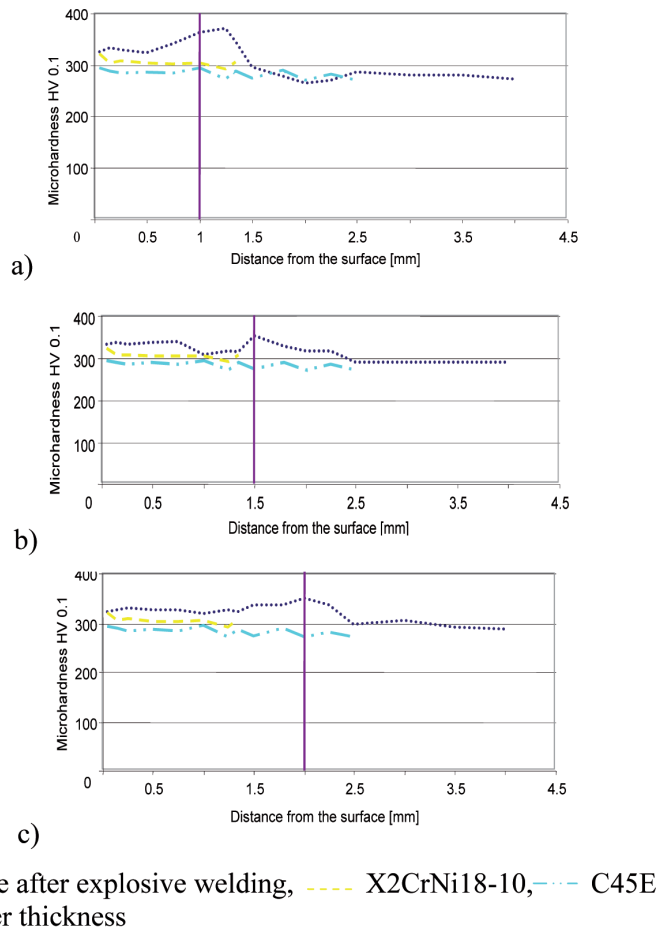 400
300
200
100
Microhardness HV 0.1
0 0.5 1 1.5 2.5 3.5 4.5
Distance from the surface [mm]
a)
400
300
200
100
Microhardness HV 0.1
0 0.5 1.5 2.5 3.5 4.5
Distance from the surface [mm]
b)
400
300
200
100
Microhardness HV 0.1
0 0.5 1.5 2.5 3.5 4.5
Distance from the surface [mm]
c)
e after explosive welding, X2CrNi18-10, C45E
er thickness